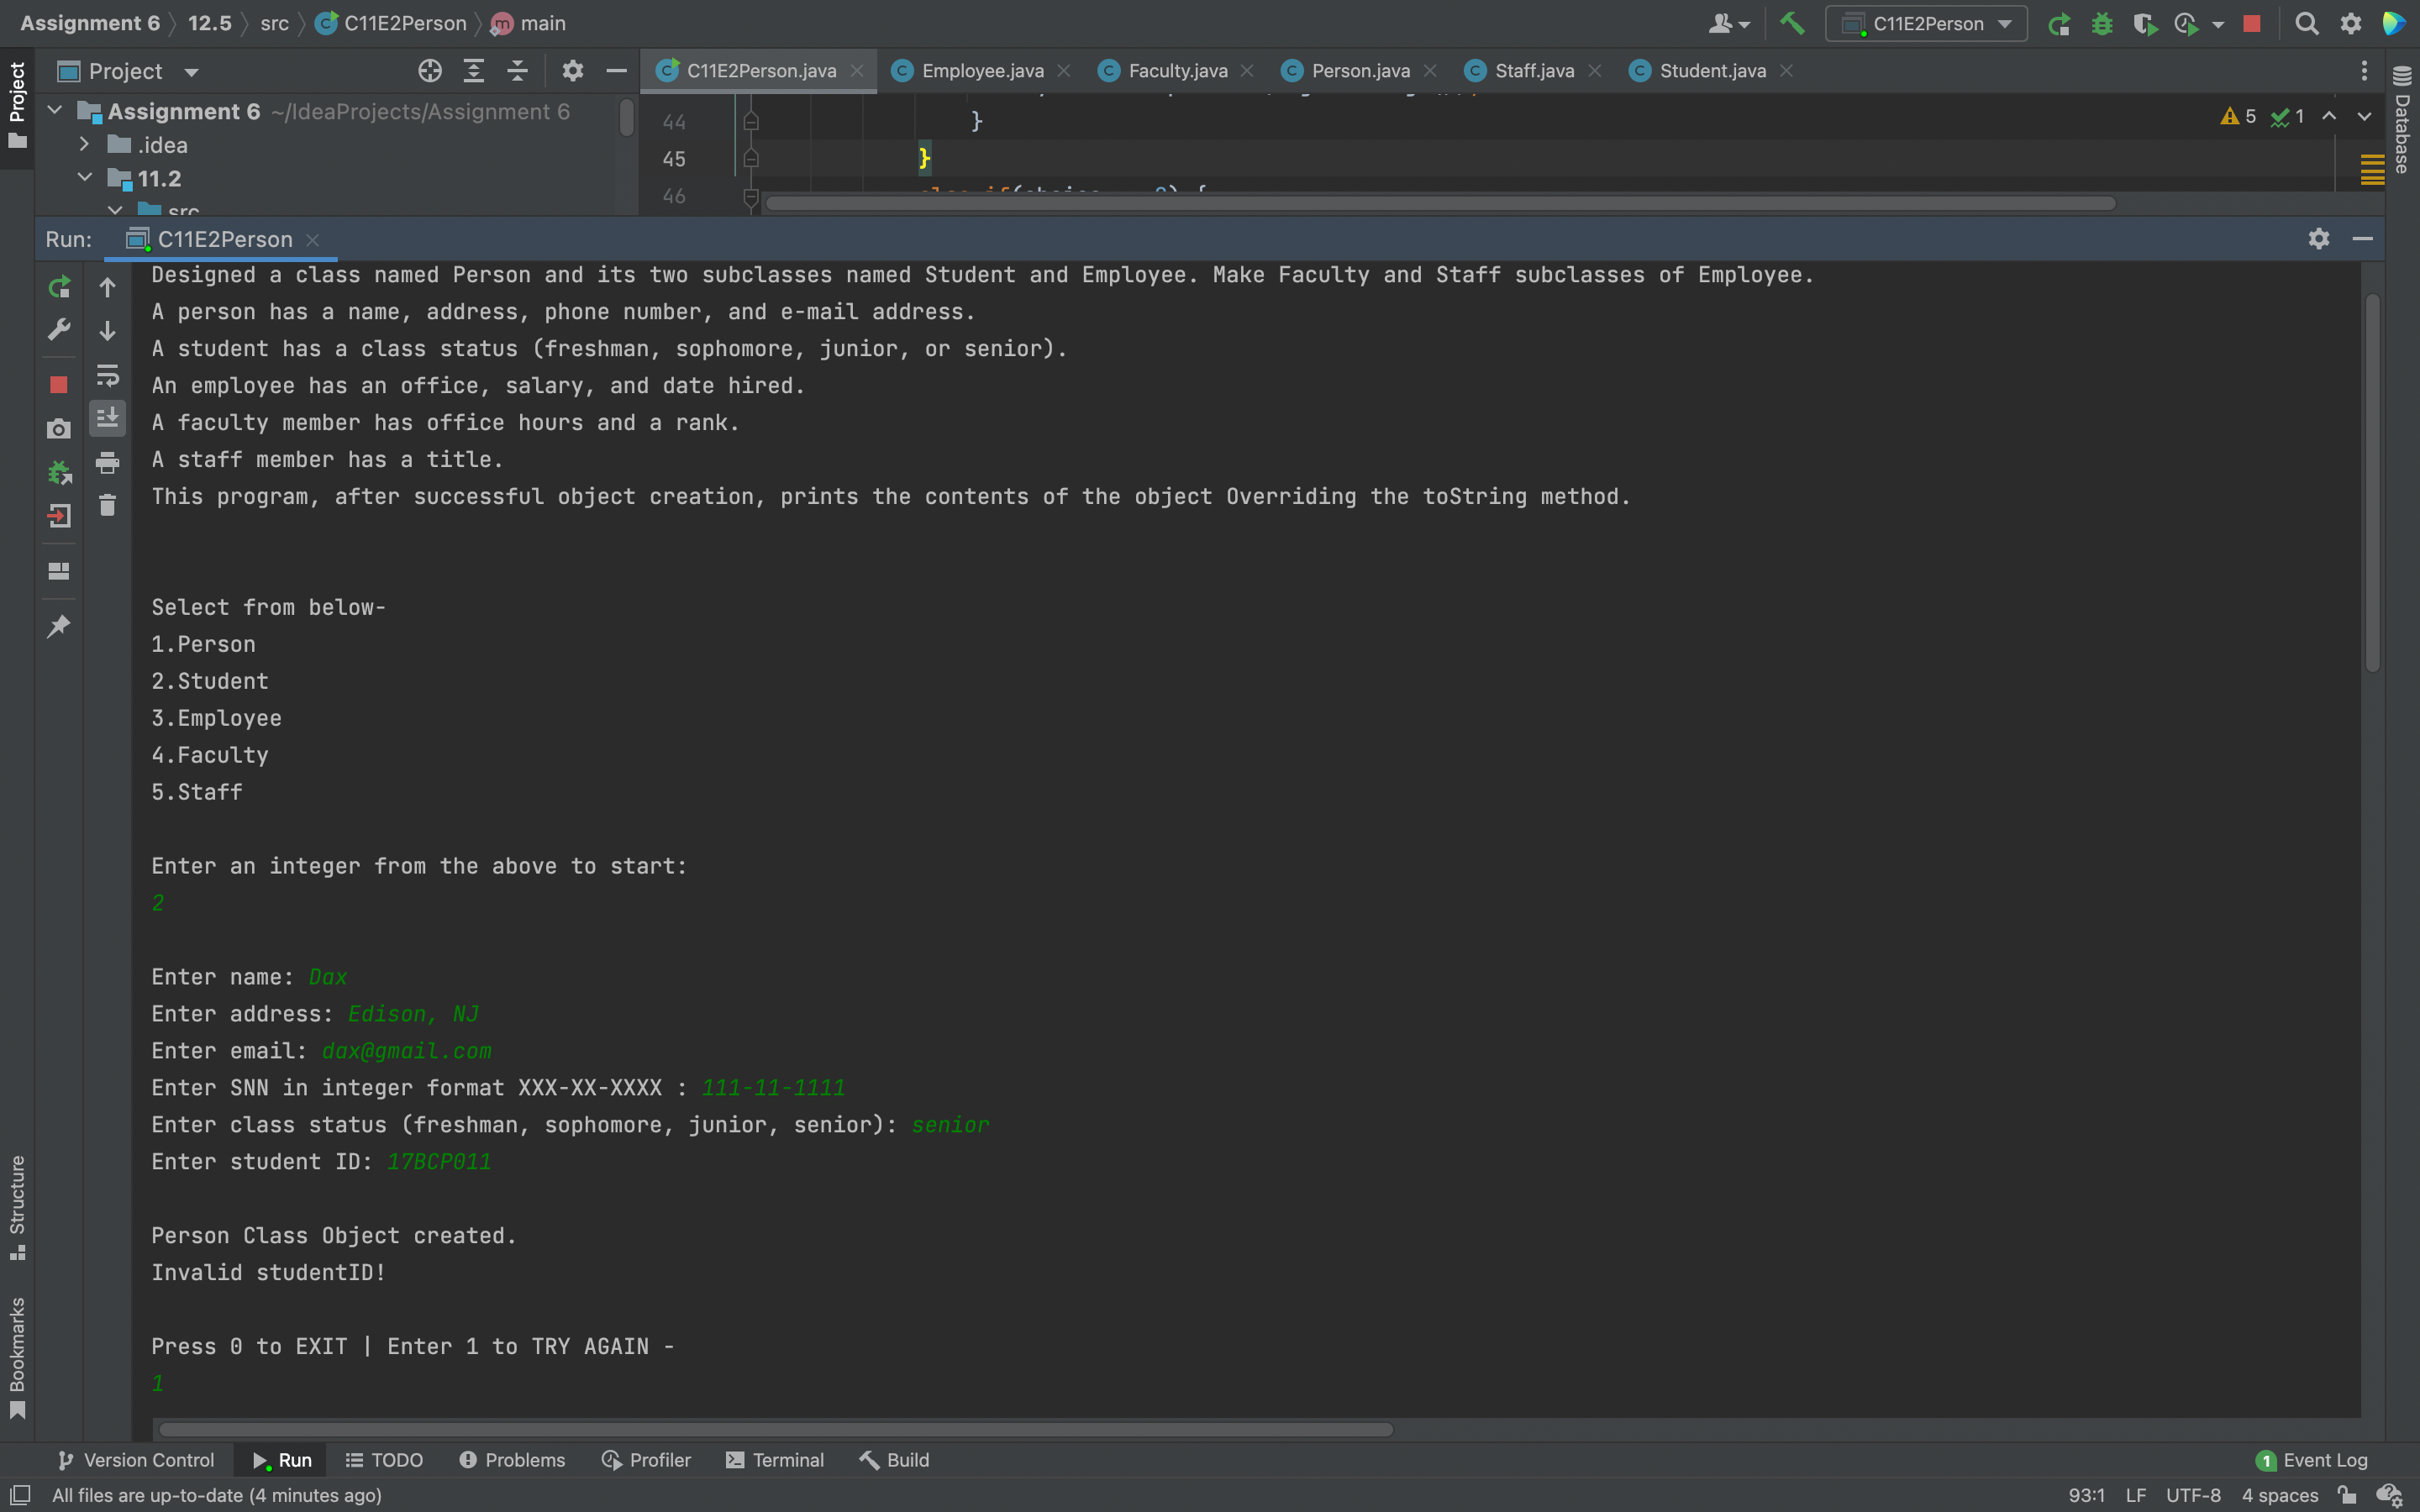 Assignment 6 12.5 src C11E2Person main
C11E2Person
Project
C11E2Person.java Employee.java Faculty.java Person.java Staff.java Student.java
Project
Database
Assignment 6 ~/IdeaProjects/Assignment 6
.idea
11.2
src
44 }
45 }
46
5 1
Run: C11E2Person
Designed a class named Person and its two subclasses named Student and Employee. Make Faculty and Staff subclasses of Employee.
A person has a name, address, phone number, and e-mail address.
A student has a class status (freshman, sophomore, junior, or senior).
An employee has an office, salary, and date hired.
A faculty member has office hours and a rank.
A staff member has a title.
This program, after successful object creation, prints the contents of the object Overriding the toString method.
Select from below-
1.Person
2.Student
3.Employee
4.Faculty
5.Staff
Enter an integer from the above to start:
2
Enter name: Dax
Enter address: Edison, NJ
Enter email: dax@gmail.com
Enter SNN in integer format XXX-XX-XXXX : 111-11-1111
Enter class status (freshman, sophomore, junior, senior): senior
Enter student ID: 17BCP011
Person Class Object created.
Invalid studentID!
Press 0 to EXIT | Enter 1 to TRY AGAIN -
1
Structure
Bookmarks
Version Control Run TODO Problems Profiler Terminal Build
1 Event Log
All files are up-to-date (4 minutes ago)
93:1 LF UTF-8 4 spaces